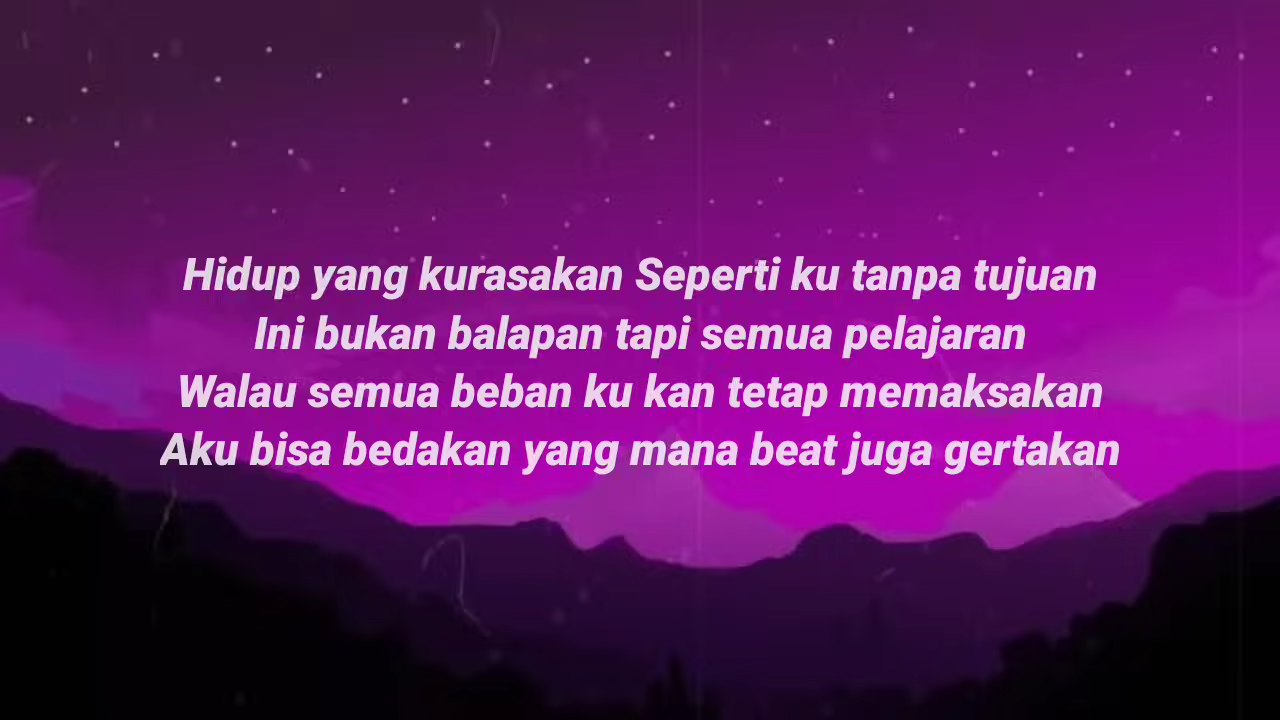 Hidup yang kurasakan Seperti ku tanpa tujuan
Ini bukan balapan tapi semua pelajaran
Walau semua beban ku kan tetap memaksakan
Aku bisa bedakan yang mana beat juga gertakan